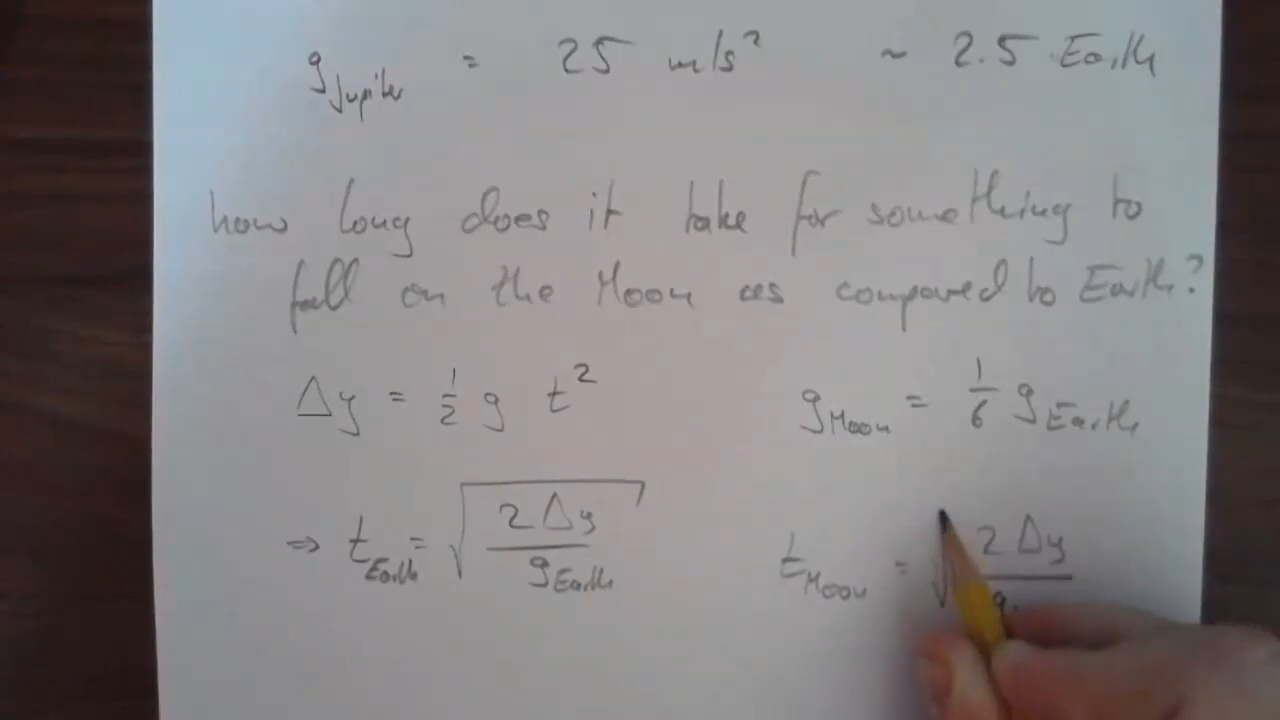 g_Jupiter = 25 m/s² ~ 2.5 Earth
how long does it take for something to
fall on the Moon as compared to Earth?
Δy = 1/2 g t² g_Moon = 1/6 g_Earth
⇒ t_Earth = √(2Δy / g_Earth) t_Moon = √(2Δy / g